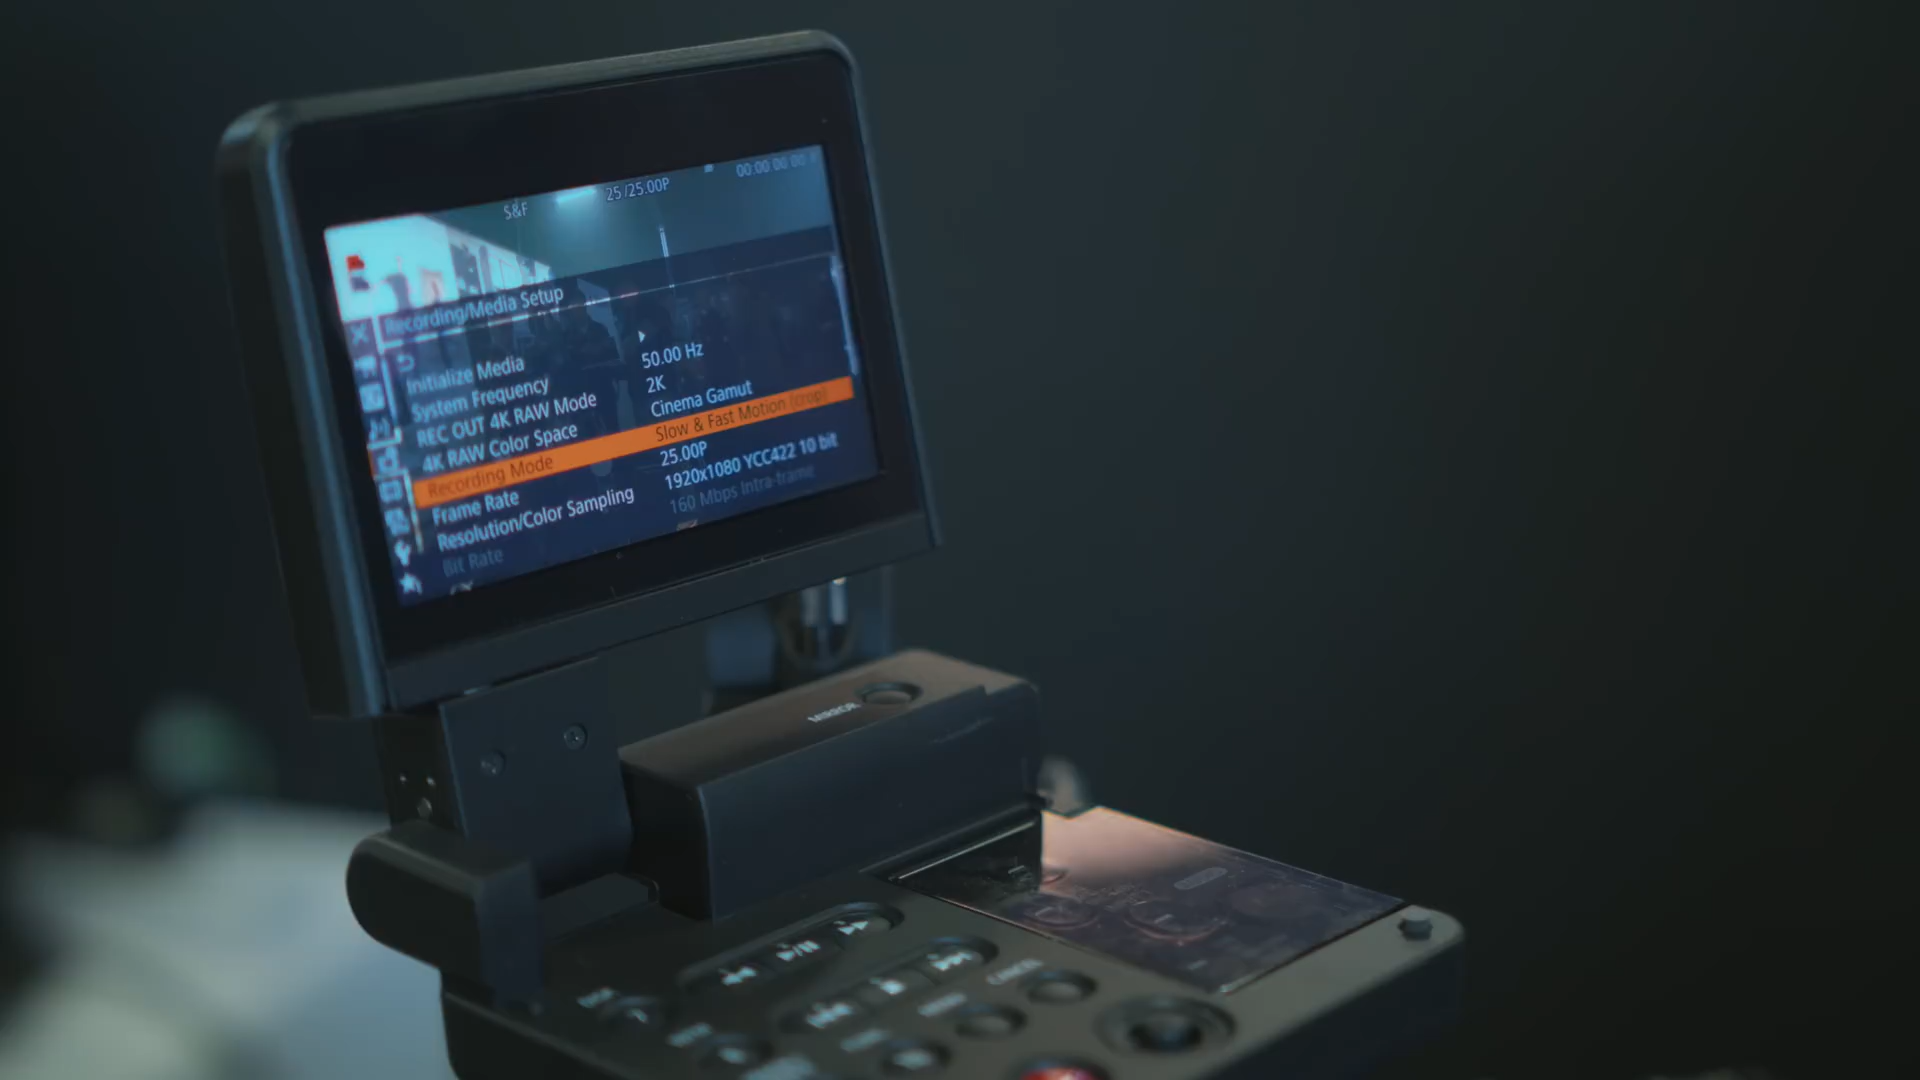 S&F 25/25.00P 00:00:00:00
Recording/Media Setup
Initialize Media
System Frequency 50.00 Hz
REC OUT 4K RAW Mode 2K
4K RAW Color Space Cinema Gamut
Recording Mode Slow & Fast Motion (crop)
Frame Rate 25.00P
Resolution/Color Sampling 1920x1080 YCC422 10 bit
Bit Rate 160 Mbps Intra-frame
MIRROR
CANCEL